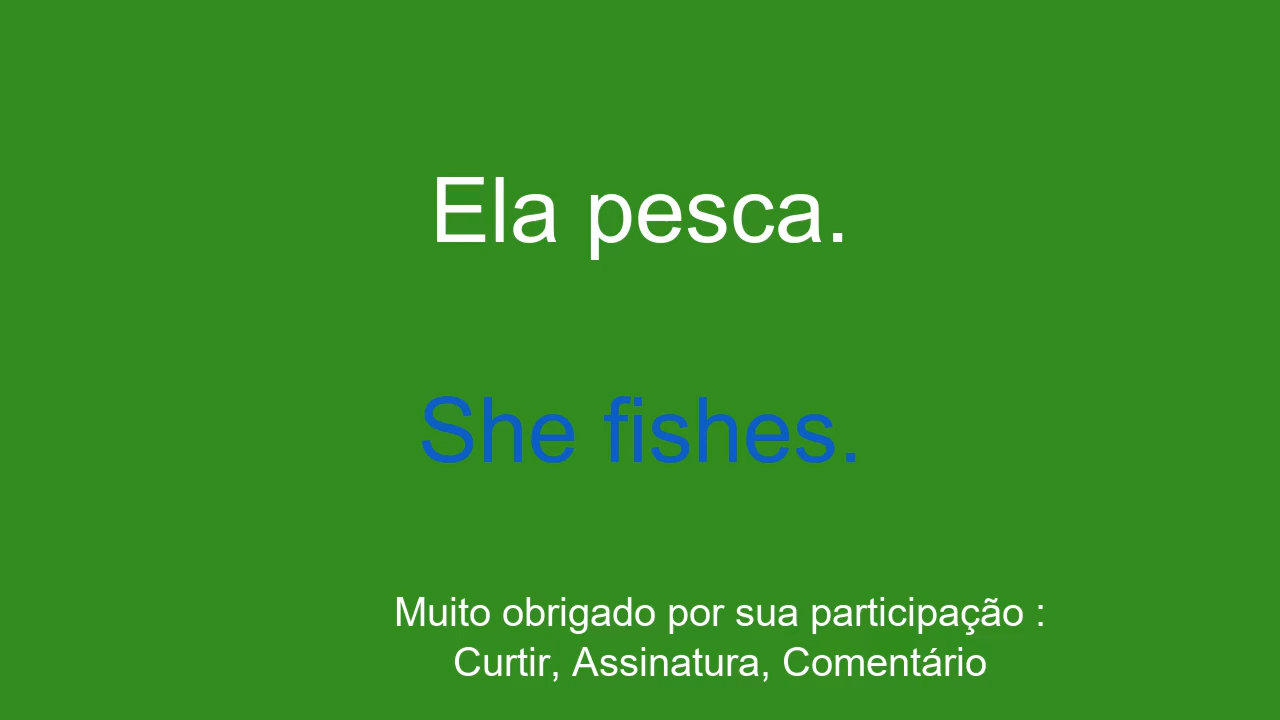 Ela pesca.
She fishes.
Muito obrigado por sua participação :
Curtir, Assinatura, Comentário